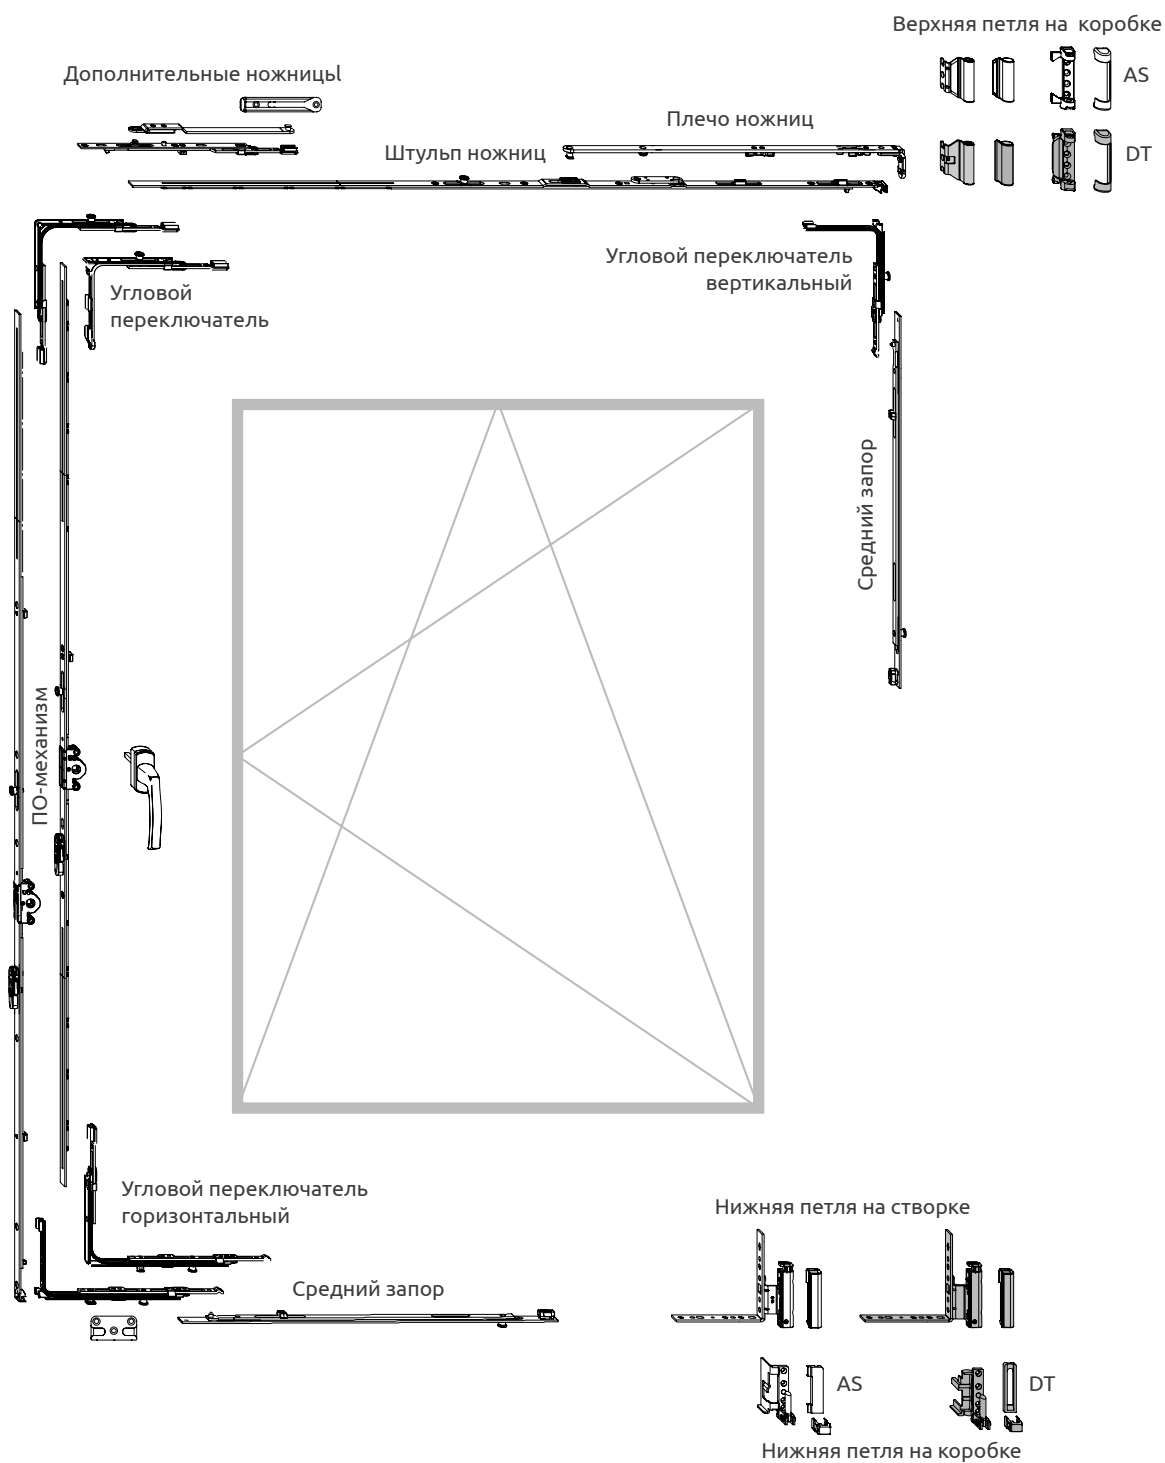 Верхняя петля на коробке
Дополнительные ножницы
AS
Плечо ножниц
Штульп ножниц
DT
Угловой переключатель
вертикальный
Угловой
переключатель
Средний запор
ПО-механизм
Угловой переключатель
горизонтальный
Нижняя петля на створке
Средний запор
AS
DT
Нижняя петля на коробке